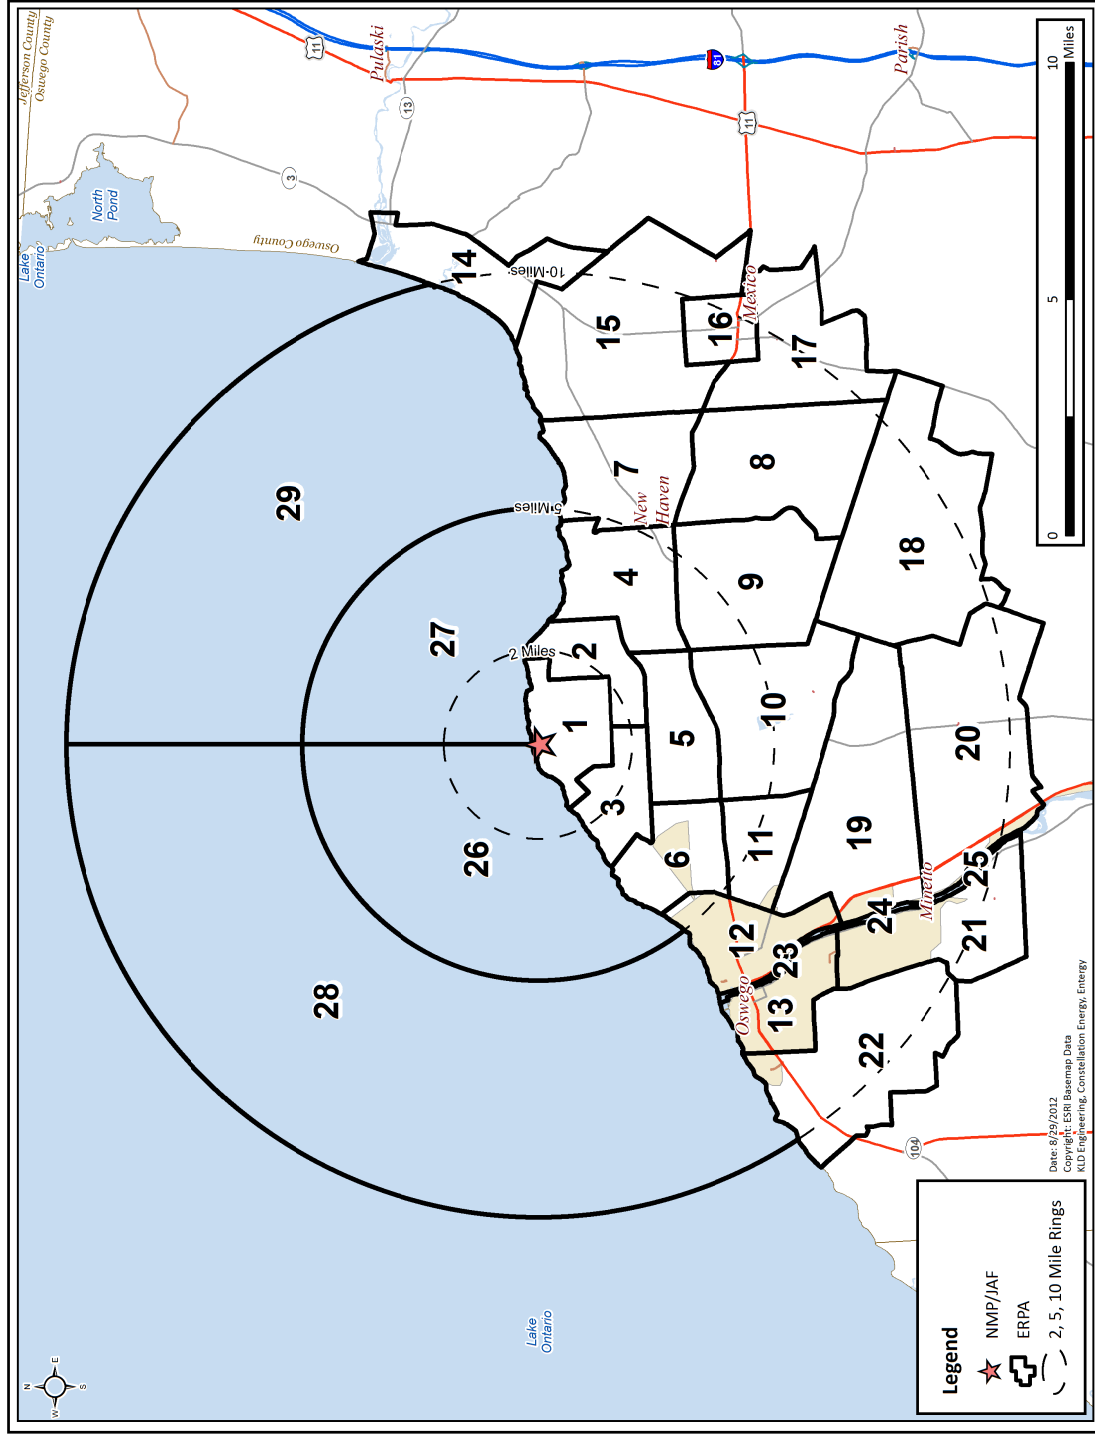 Jefferson County
Oswego County
North
Pond
Lake
Ontario
Oswego County
3
13
11
Pulaski
81
11
Parish
N
W
E
S
29
28
27
26
14
10 Miles
5 Miles
2 Miles
15
16
Mexico
17
7
New
Haven
8
4
9
18
2
1
3
5
10
6
11
19
20
12
Oswego
23
13
24
Minetto
25
21
22
104
Lake
Ontario
0
5
10
Miles
Legend
NMP/JAF
ERPA
2, 5, 10 Mile Rings
Date: 8/29/2012
Copyright: ESRI Basemap Data
KLD Engineering, Constellation Energy, Entergy